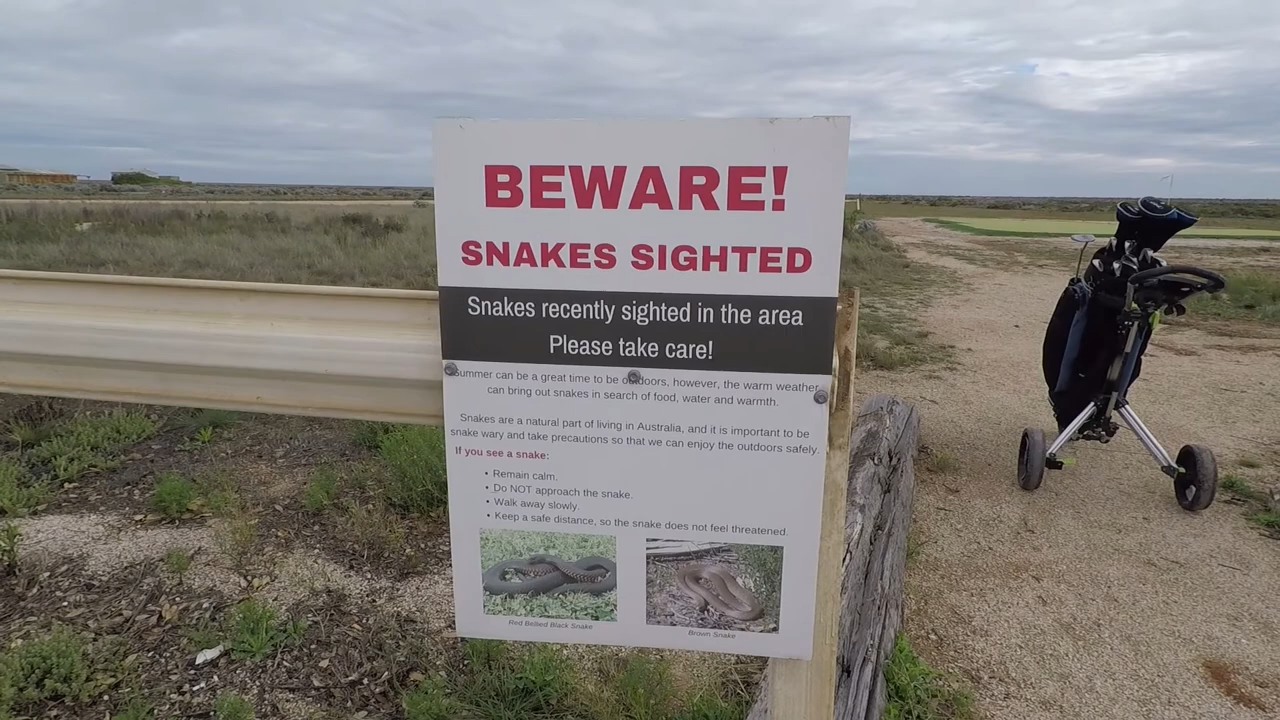 BEWARE!
SNAKES SIGHTED
Snakes recently sighted in the area
Please take care!
Summer can be a great time to be outdoors, however, the warm weather
can bring out snakes in search of food, water and warmth.
Snakes are a natural part of living in Australia, and it is important to be
snake wary and take precautions so that we can enjoy the outdoors safely.
If you see a snake:
• Remain calm.
• Do NOT approach the snake.
• Walk away slowly.
• Keep a safe distance, so the snake does not feel threatened.
Red Bellied Black Snake
Brown Snake